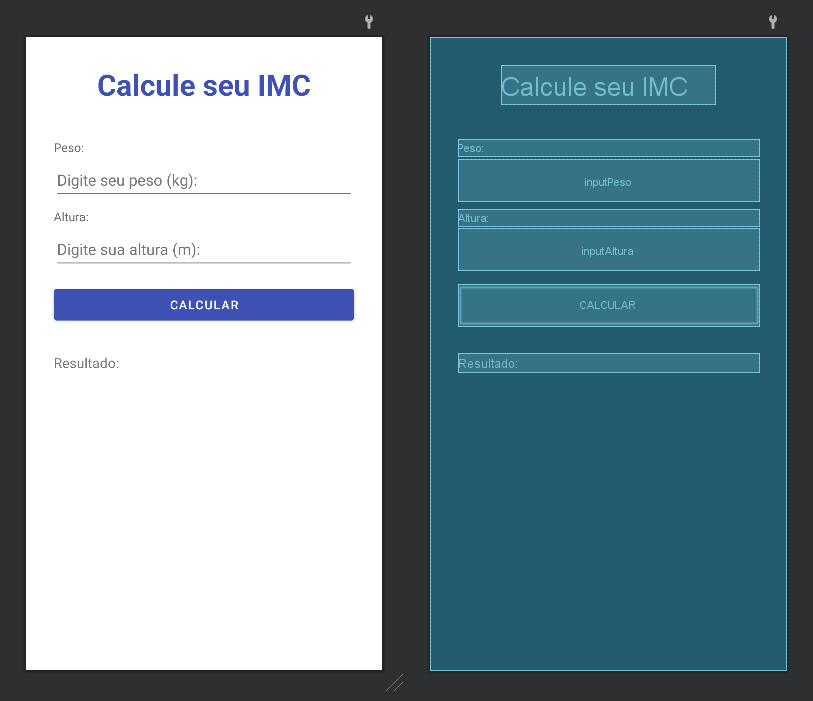 Calcule seu IMC
Peso:
Digite seu peso (kg):
Altura:
Digite sua altura (m):
CALCULAR
Resultado:
Calcule seu IMC
Peso:
inputPeso
Altura:
inputAltura
CALCULAR
Resultado: